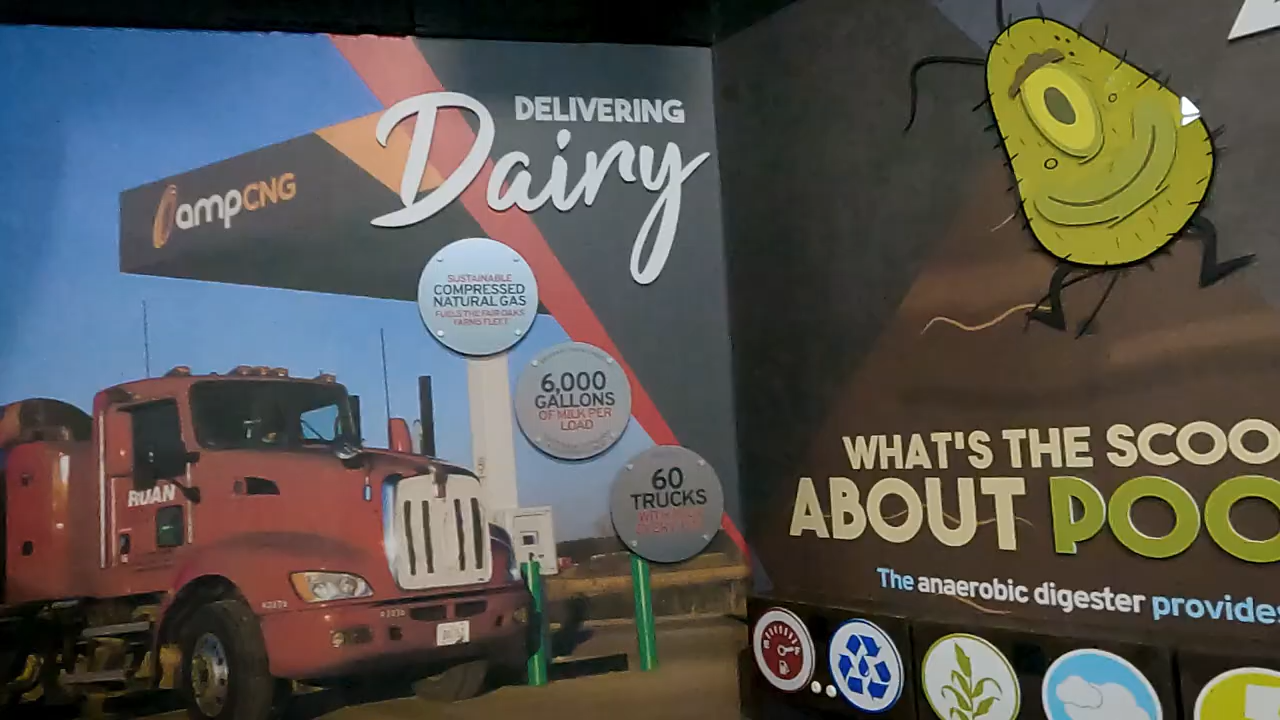 DELIVERING
Dairy
ampCNG
SUSTAINABLE
COMPRESSED
NATURAL GAS
FUELS THE FAIR OAKS
FARMS FLEET
6,000
GALLONS
OF MILK PER
LOAD
60
TRUCKS
RUAN
WHAT'S THE SCOO
ABOUT POO
The anaerobic digester provides